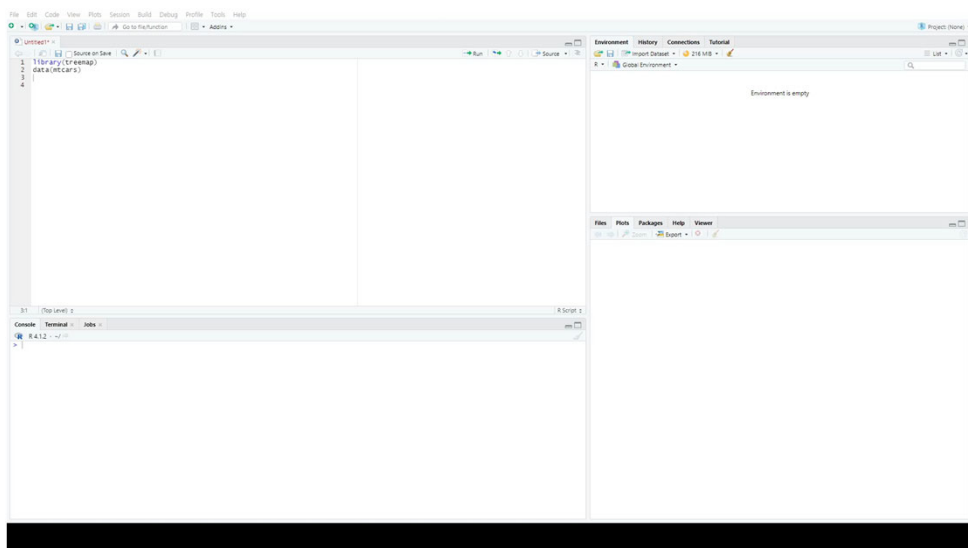 File Edit Code View Plots Session Build Debug Profile Tools Help
Go to file/function Addins
Project: (None)
Untitled1*
Source on Save Run Source
1 library(treemap)
2 data(mtcars)
3
4
3:1 (Top Level) R Script
Console Terminal Jobs
R 4.1.2 · ~/
>
Environment History Connections Tutorial
Import Dataset 216 MiB List
R Global Environment
Environment is empty
Files Plots Packages Help Viewer
Zoom Export